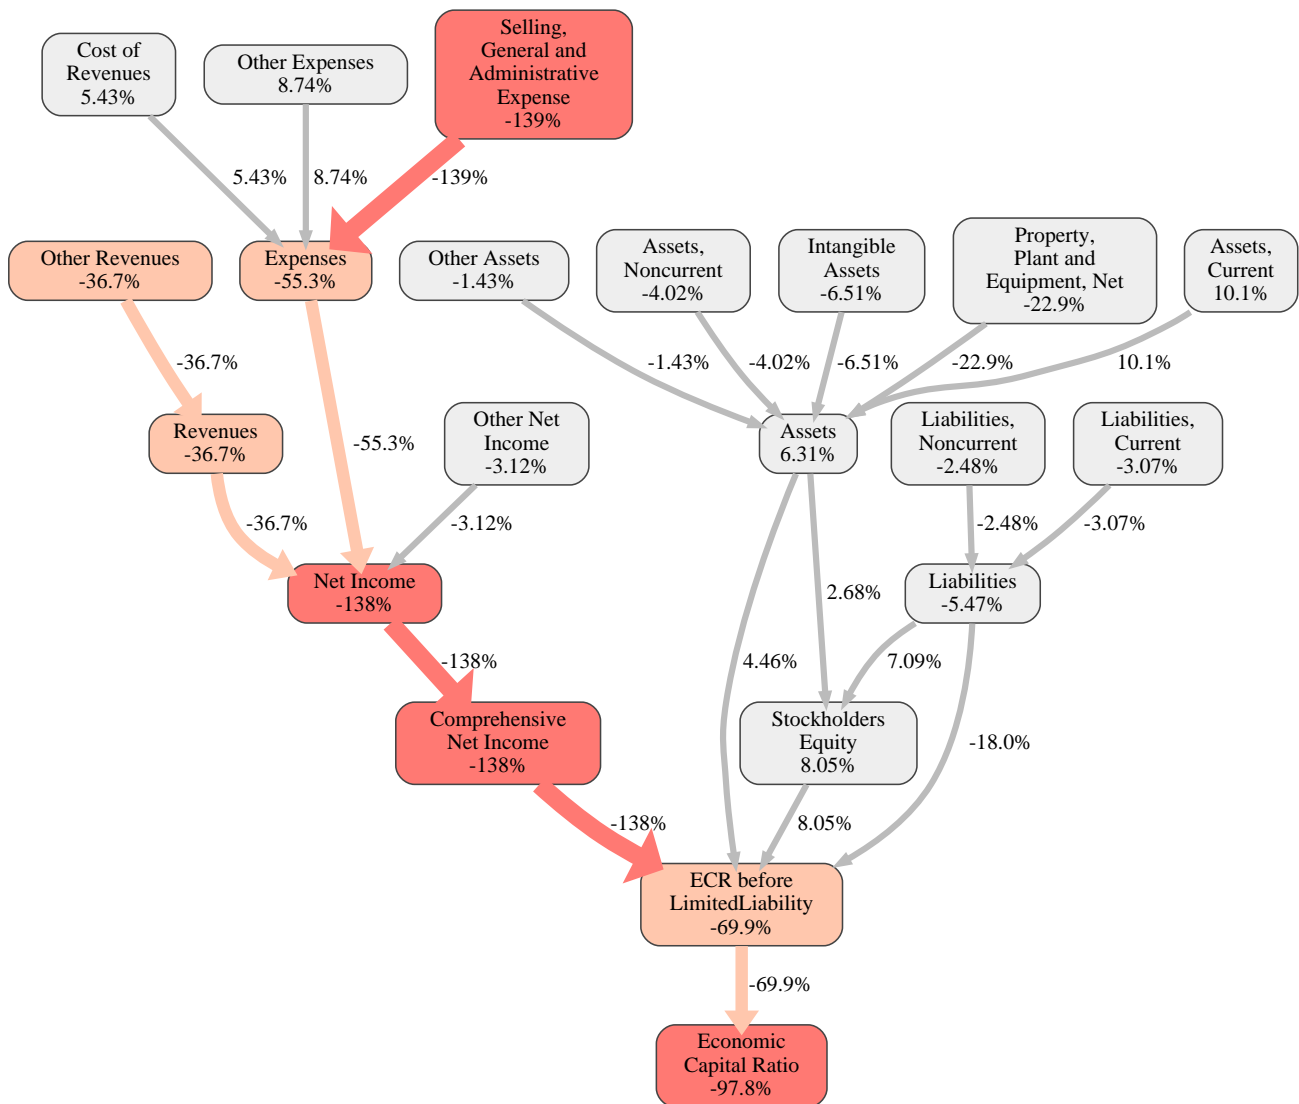 Cost of
Revenues
5.43%
Other Expenses
8.74%
Selling,
General and
Administrative
Expense
-139%
5.43%
8.74%
-139%
Other Revenues
-36.7%
Expenses
-55.3%
Other Assets
-1.43%
Assets,
Noncurrent
-4.02%
Intangible
Assets
-6.51%
Property,
Plant and
Equipment, Net
-22.9%
Assets,
Current
10.1%
-36.7%
-1.43%
-4.02%
-6.51%
-22.9%
10.1%
Revenues
-36.7%
-55.3%
Other Net
Income
-3.12%
Assets
6.31%
Liabilities,
Noncurrent
-2.48%
Liabilities,
Current
-3.07%
-36.7%
-3.12%
-2.48%
-3.07%
Net Income
-138%
2.68%
Liabilities
-5.47%
-138%
4.46%
7.09%
Comprehensive
Net Income
-138%
Stockholders
Equity
8.05%
-18.0%
-138%
8.05%
ECR before
LimitedLiability
-69.9%
-69.9%
Economic
Capital Ratio
-97.8%